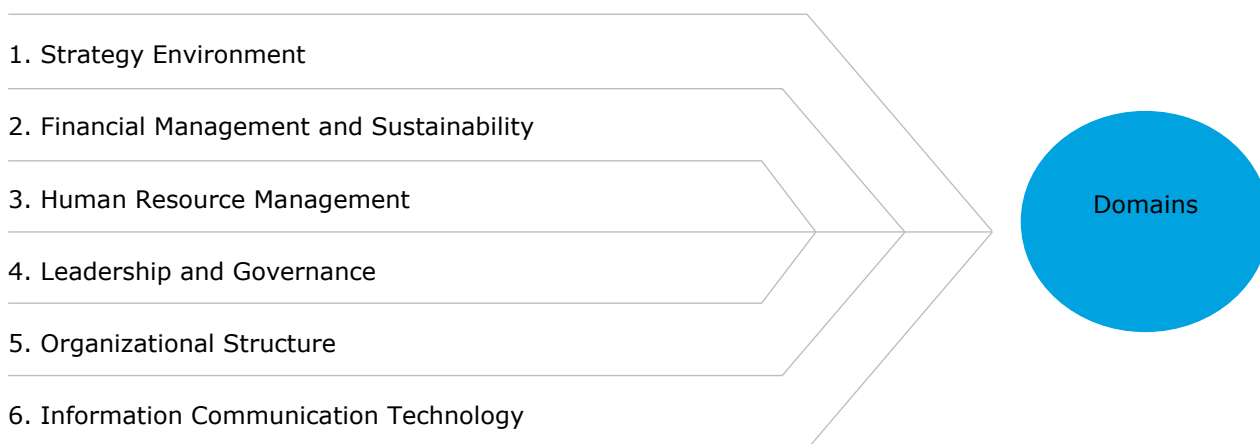 1. Strategy Environment
2. Financial Management and Sustainability
3. Human Resource Management
Domains
4. Leadership and Governance
5. Organizational Structure
6. Information Communication Technology